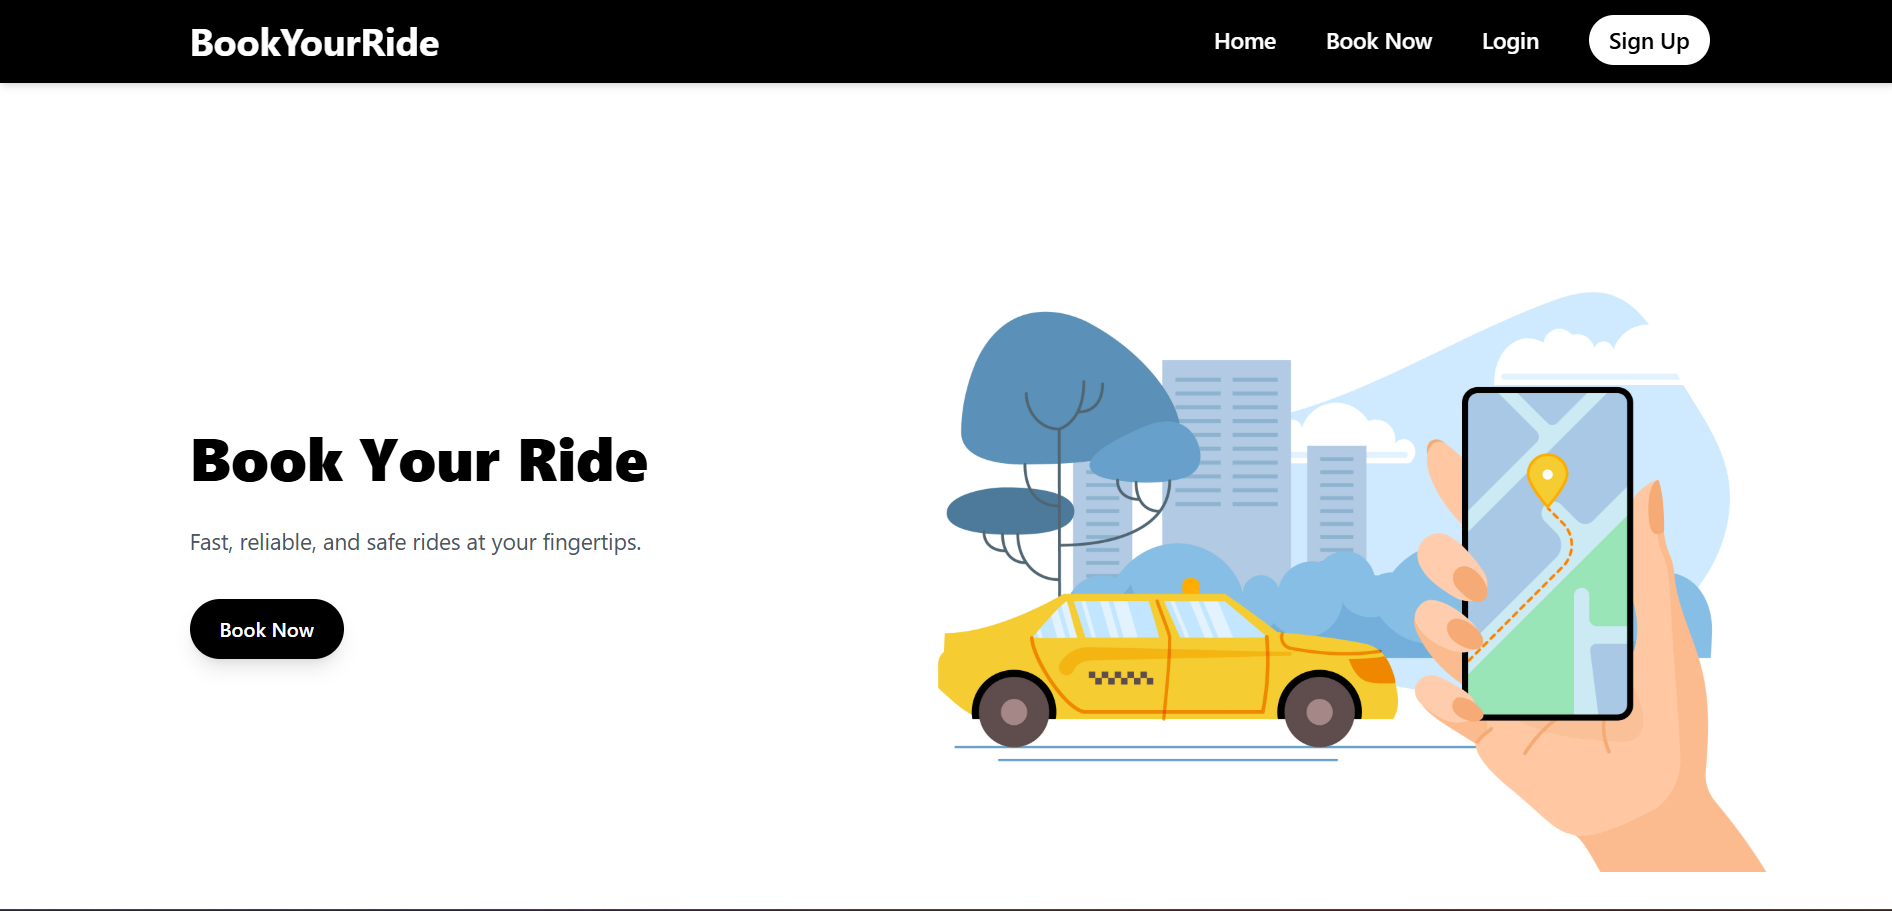 BookYourRide
Home Book Now Login Sign Up
Book Your Ride
Fast, reliable, and safe rides at your fingertips.
Book Now